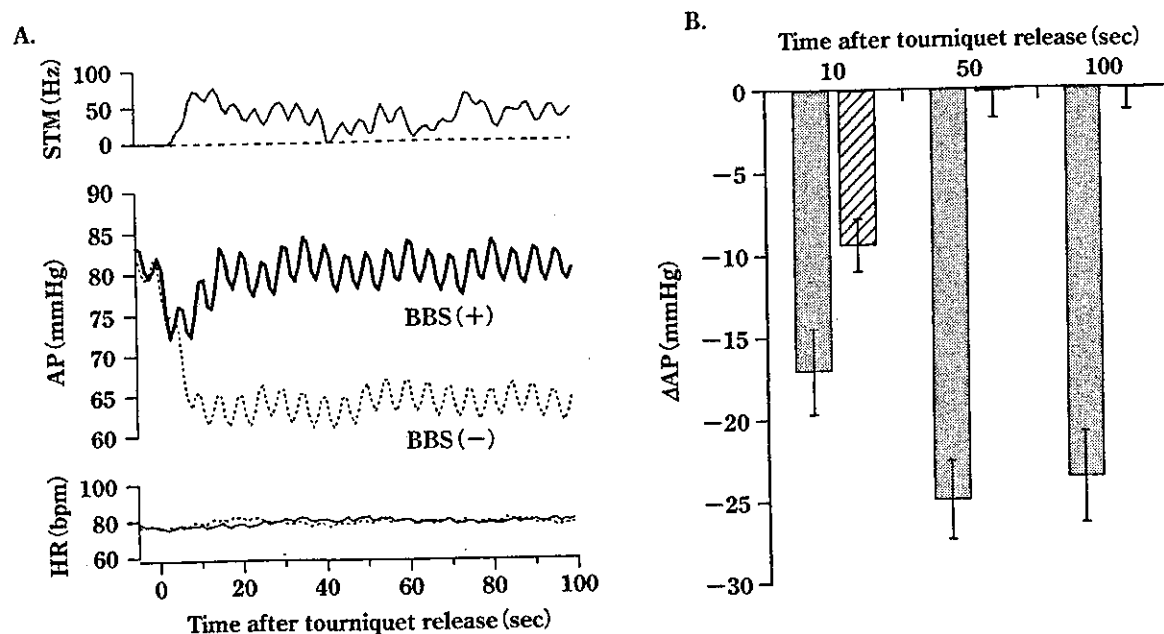 A.
STM (Hz)
100
50
0
AP (mmHg)
90
85
80
75
70
65
60
BBS (+)
BBS (−)
HR (bpm)
100
80
60
0 20 40 60 80 100
Time after tourniquet release (sec)
B.
Time after tourniquet release (sec)
10 50 100
ΔAP (mmHg)
0
−5
−10
−15
−20
−25
−30